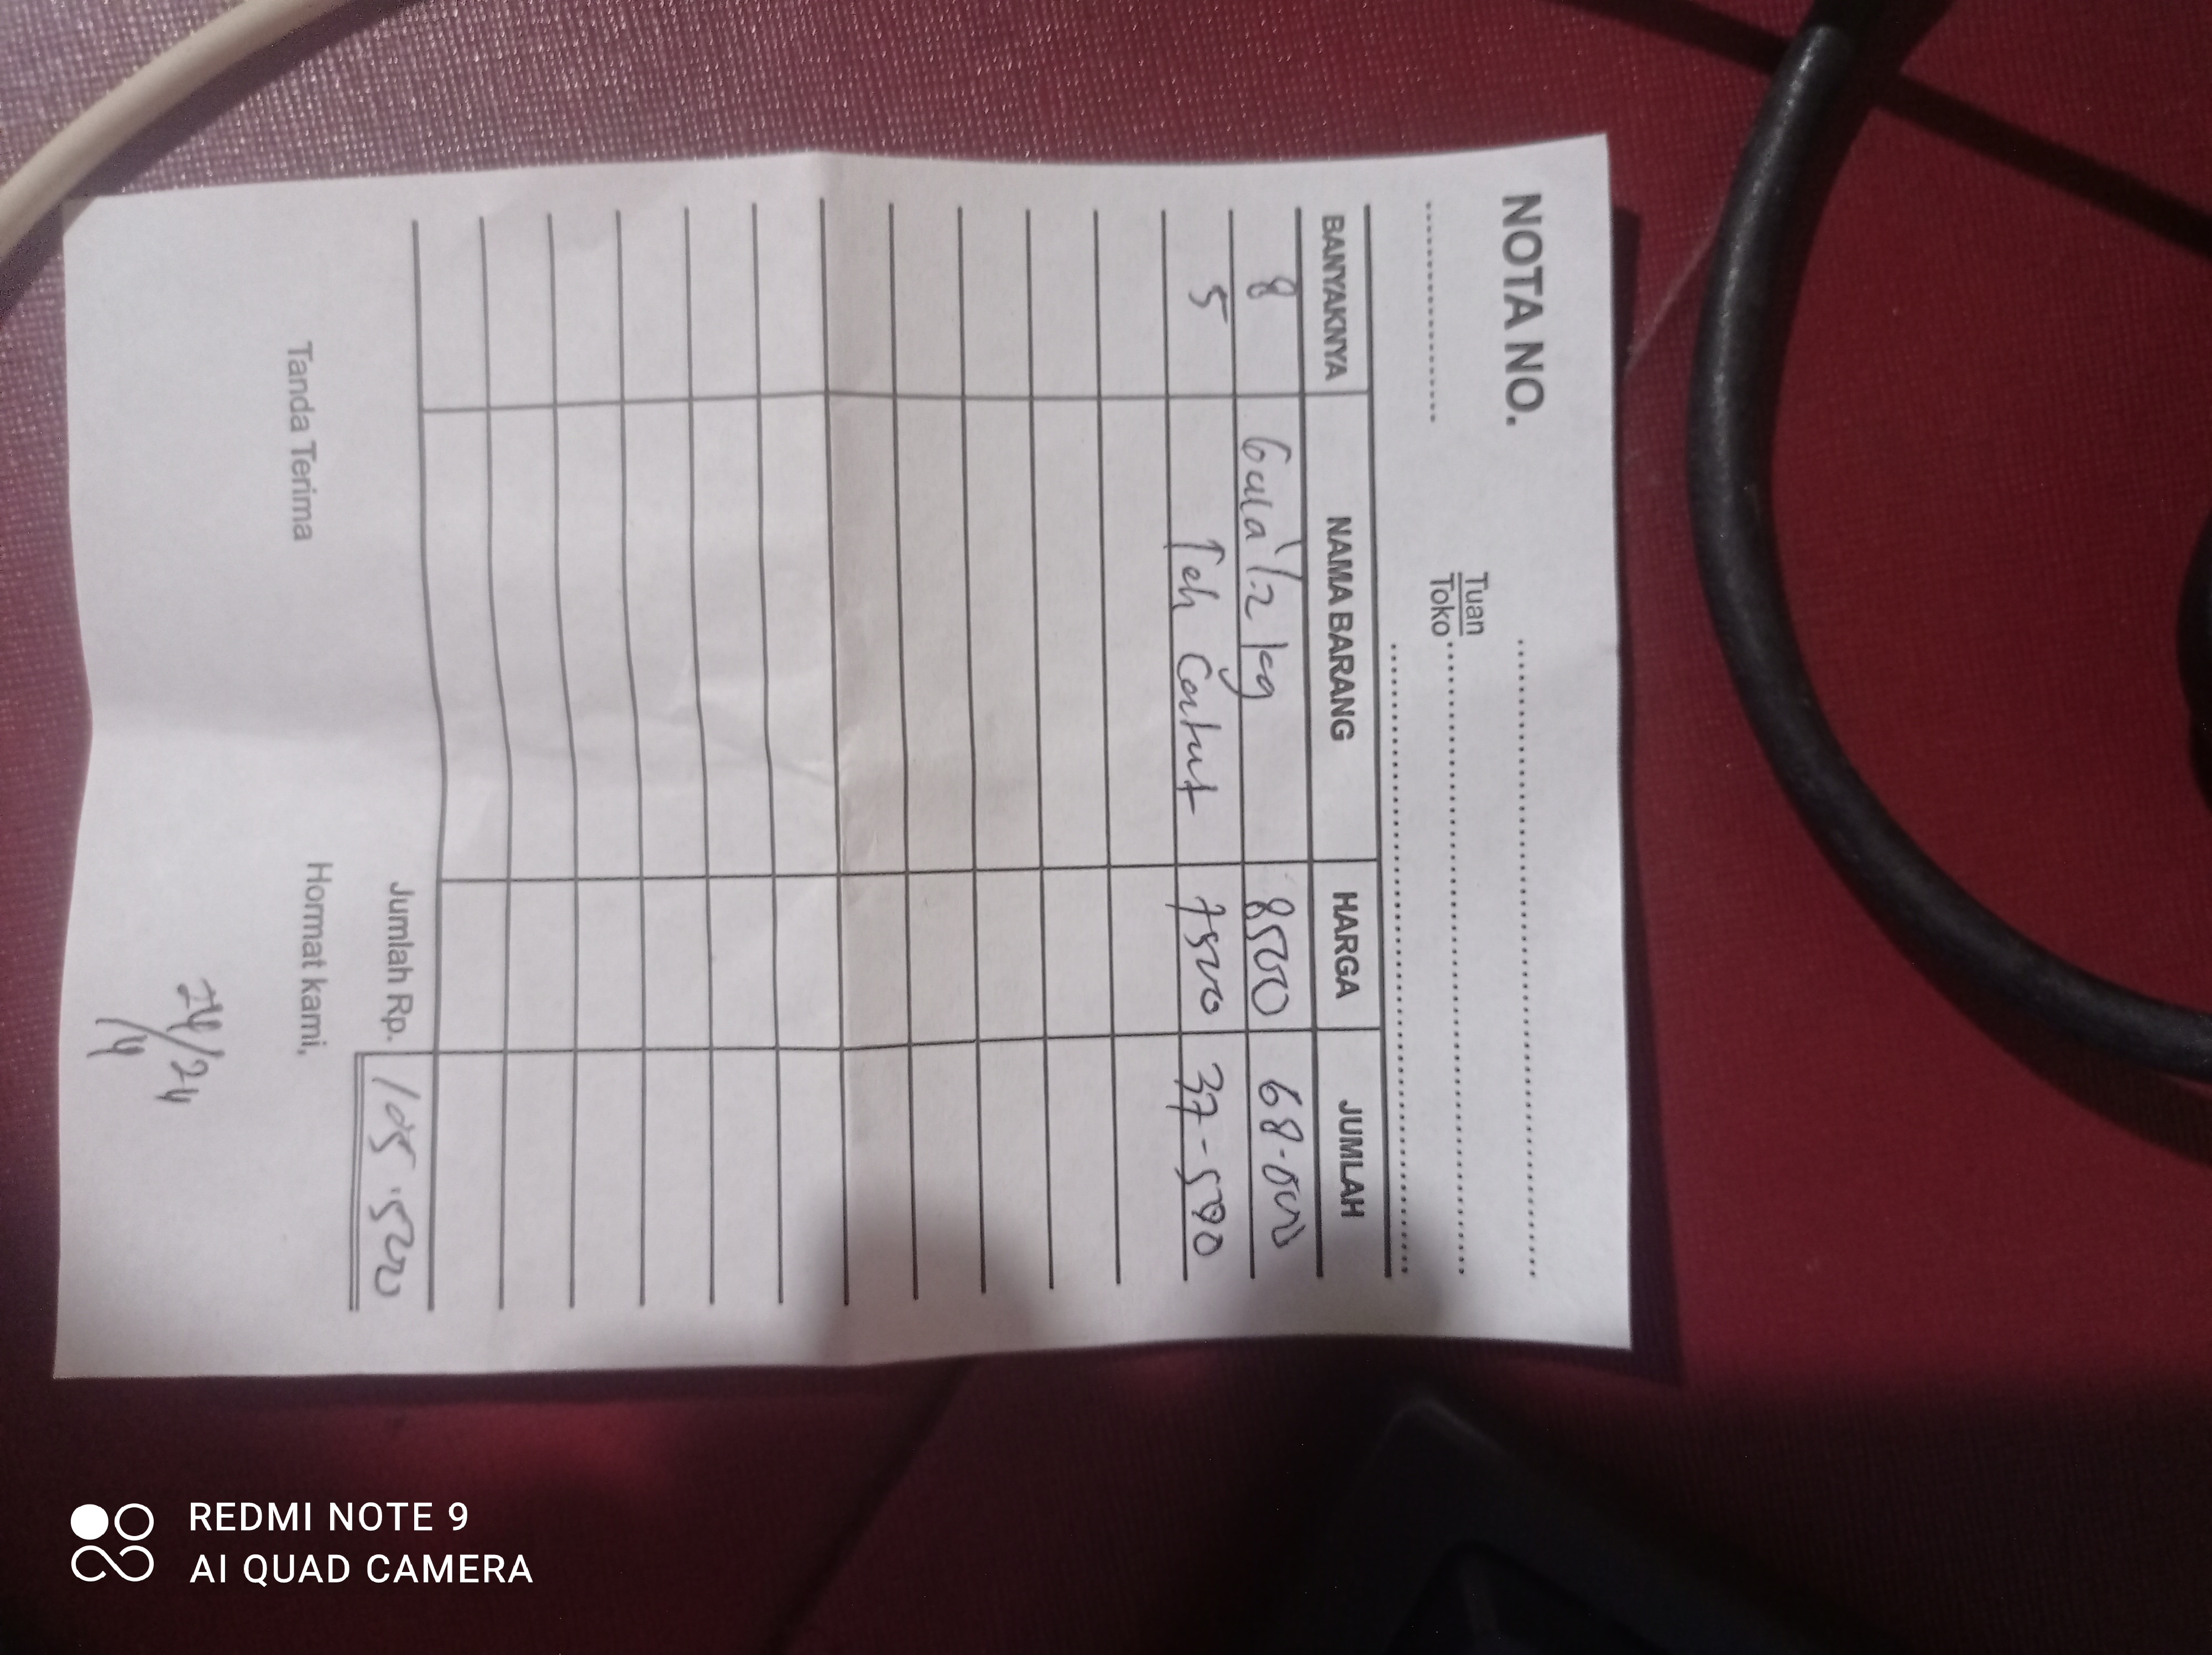 NOTA NO.
Tuan
Toko
BANYAKNYA NAMA BARANG HARGA JUMLAH
8 Gula 1/2 kg 8500 68.000
5 Teh Catut 7500 37-500
Jumlah Rp. 105.500
Tanda Terima Hormat kami,
24/24
/4
REDMI NOTE 9
AI QUAD CAMERA